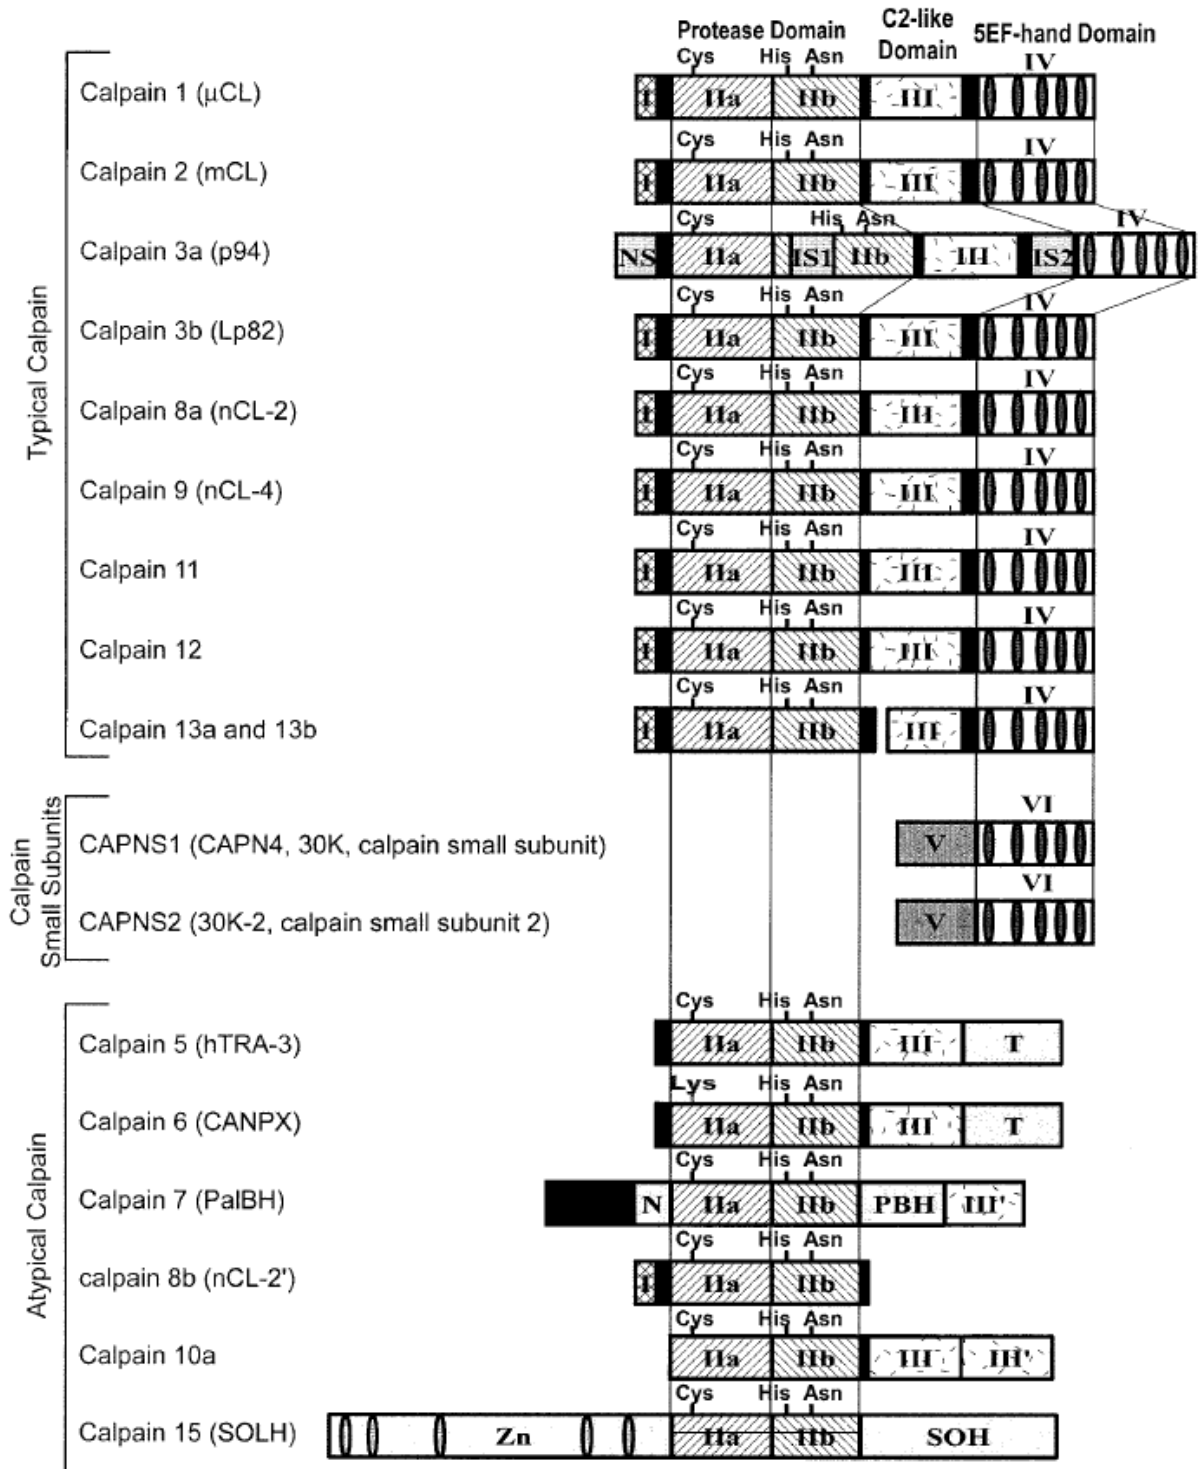 Protease Domain C2-like Domain 5EF-hand Domain
Typical Calpain
Cys His Asn IV
Calpain 1 (μCL) I IIa IIb III
Cys His Asn IV
Calpain 2 (mCL) I IIa IIb III
Cys His Asn IV
Calpain 3a (p94) NS IIa IS1 IIb III IS2
Cys His Asn IV
Calpain 3b (Lp82) I IIa IIb III
Cys His Asn IV
Calpain 8a (nCL-2) I IIa IIb III
Cys His Asn IV
Calpain 9 (nCL-4) I IIa IIb III
Cys His Asn IV
Calpain 11 I IIa IIb III
Cys His Asn IV
Calpain 12 I IIa IIb III
Cys His Asn IV
Calpain 13a and 13b I IIa IIb III
Calpain Small Subunits
VI
CAPNS1 (CAPN4, 30K, calpain small subunit) V
VI
CAPNS2 (30K-2, calpain small subunit 2) V
Atypical Calpain
Cys His Asn
Calpain 5 (hTRA-3) IIa IIb III T
Lys His Asn
Calpain 6 (CANPX) IIa IIb III T
Cys His Asn
Calpain 7 (PalBH) N IIa IIb PBH III'
Cys His Asn
calpain 8b (nCL-2') I IIa IIb
Cys His Asn
Calpain 10a IIa IIb III III'
Cys His Asn
Calpain 15 (SOLH) Zn IIa IIb SOH